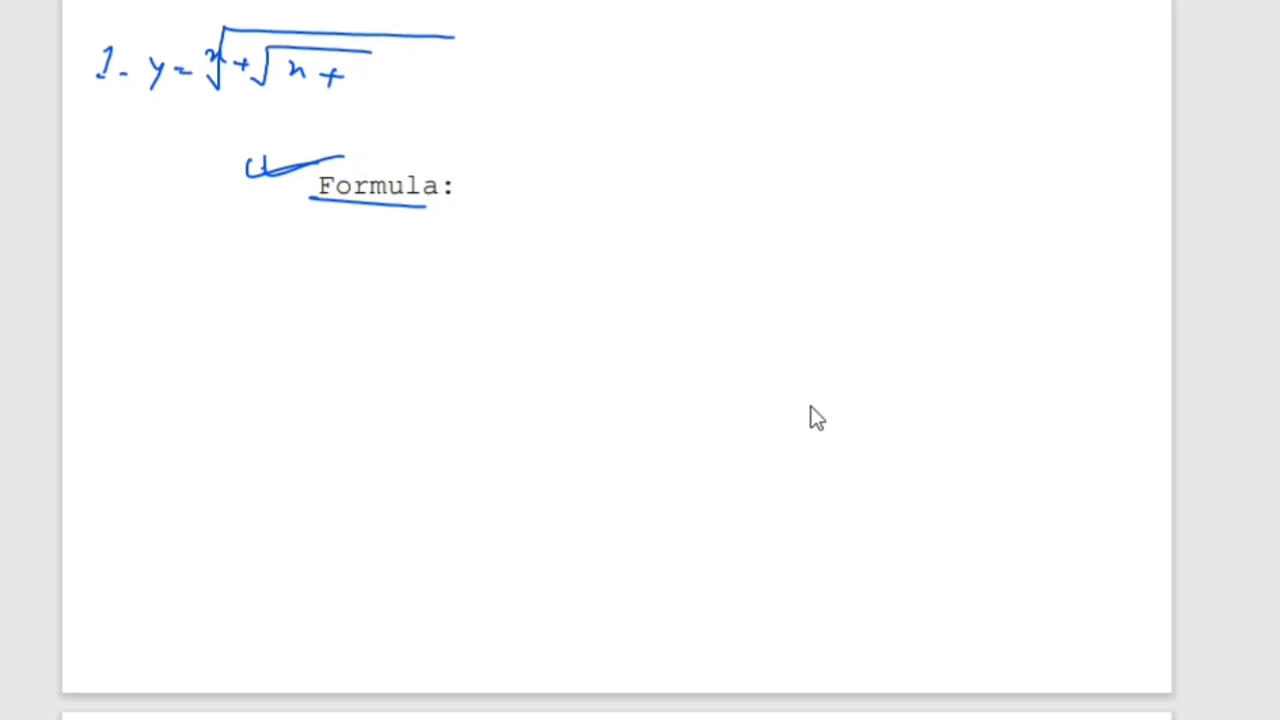 1. y = √x + √x +
Formula: